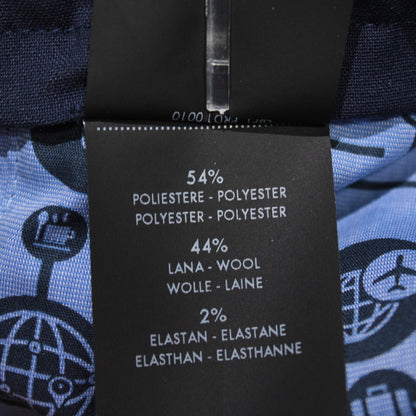 54%
POLIESTERE - POLYESTER
POLYESTER - POLYESTER
44%
LANA - WOOL
WOLLE - LAINE
2%
ELASTAN - ELASTANE
ELASTHAN - ELASTHANNE